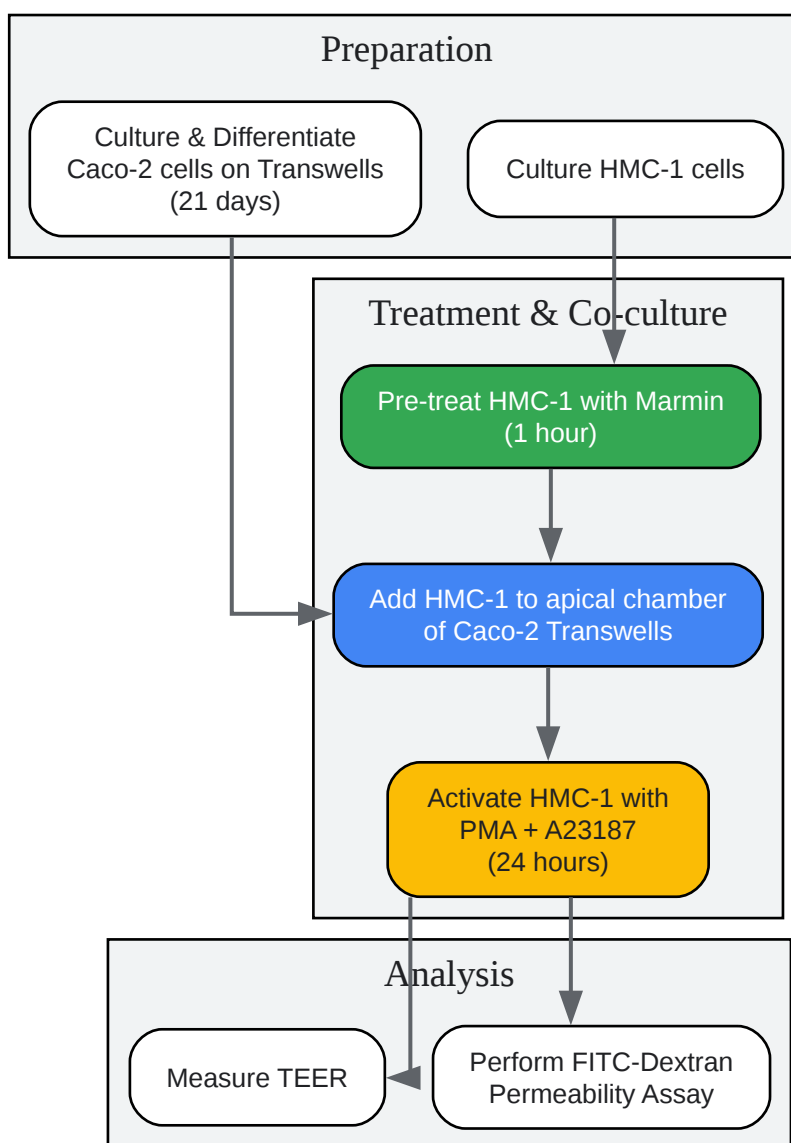 Preparation
Culture & Differentiate
Caco-2 cells on Transwells
(21 days)
Culture HMC-1 cells
Treatment & Co-culture
Pre-treat HMC-1 with Marmin
(1 hour)
Add HMC-1 to apical chamber
of Caco-2 Transwells
Activate HMC-1 with
PMA + A23187
(24 hours)
Analysis
Measure TEER
Perform FITC-Dextran
Permeability Assay